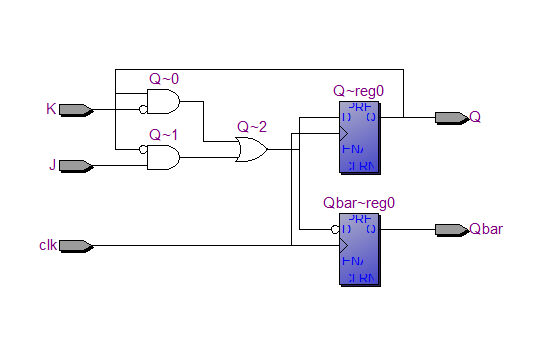 Q~0
K
Q~reg0
PRE
D Q
Q
ENA
CLRN
Q~1
J
Q~2
Qbar~reg0
PRE
D Q
Qbar
clk
ENA
CLRN